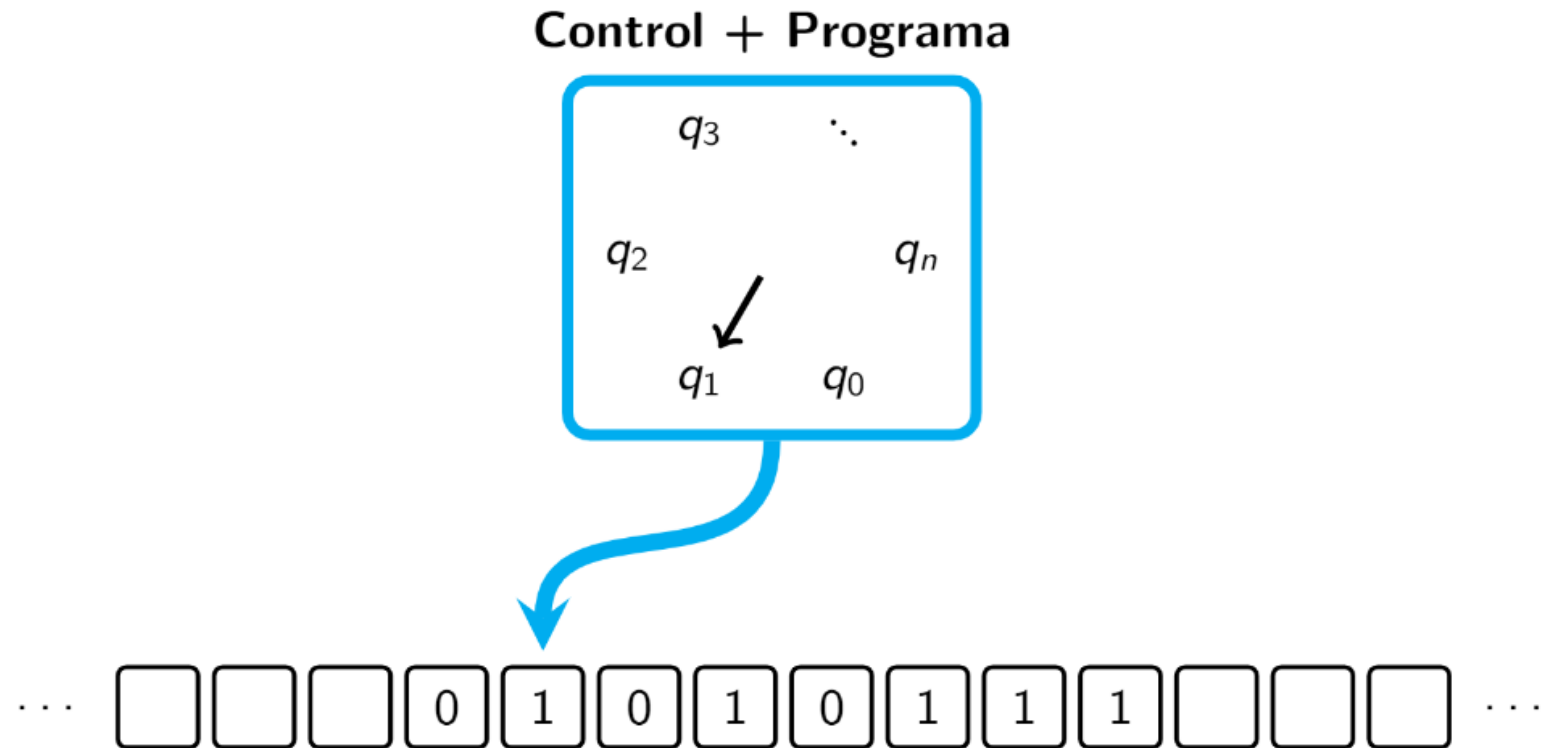 Control + Programa
q3 ⋱
q2 qn
q1 q0
· · · 0 1 0 1 0 1 1 1 · · ·